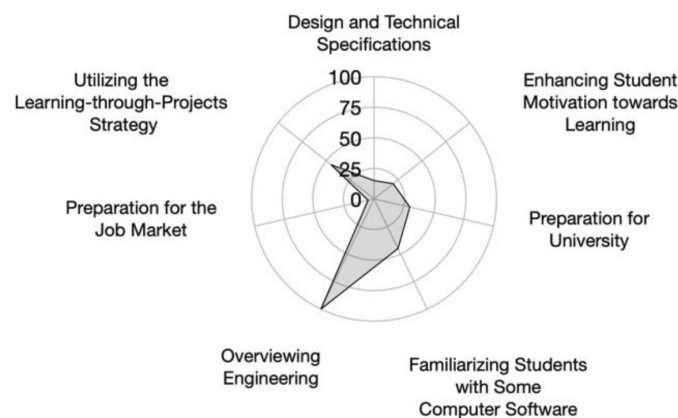 Design and Technical
Specifications
Utilizing the
Learning-through-Projects
Strategy
100
75
50
25
0
Enhancing Student
Motivation towards
Learning
Preparation for the
Job Market
Preparation for
University
Overviewing
Engineering
Familiarizing Students
with Some
Computer Software